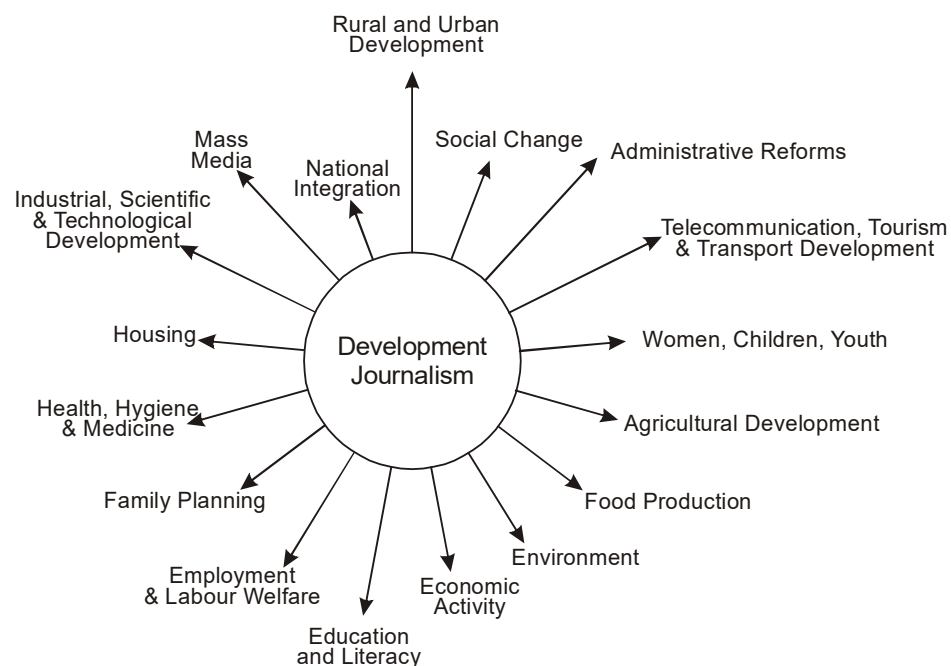 Rural and Urban
Development
Social Change
Administrative Reforms
Mass
Media
National
Integration
Industrial, Scientific
& Technological
Development
Telecommunication, Tourism
& Transport Development
Housing
Development
Journalism
Women, Children, Youth
Health, Hygiene
& Medicine
Agricultural Development
Family Planning
Food Production
Environment
Employment
& Labour Welfare
Economic
Activity
Education
and Literacy